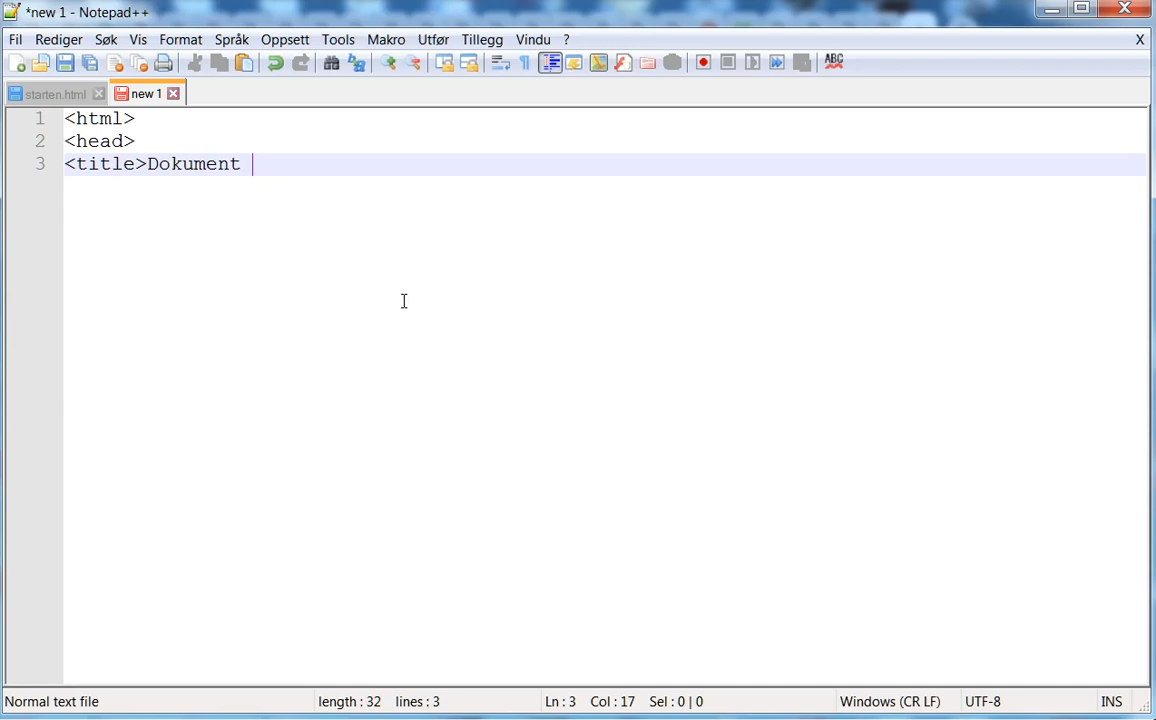 *new 1 - Notepad++
Fil Rediger Søk Vis Format Språk Oppsett Tools Makro Utfør Tillegg Vindu ? X
ABC
starten.html new 1
1 <html>
2 <head>
3 <title>Dokument
Normal text file length : 32 lines : 3 Ln : 3 Col : 17 Sel : 0 | 0 Windows (CR LF) UTF-8 INS